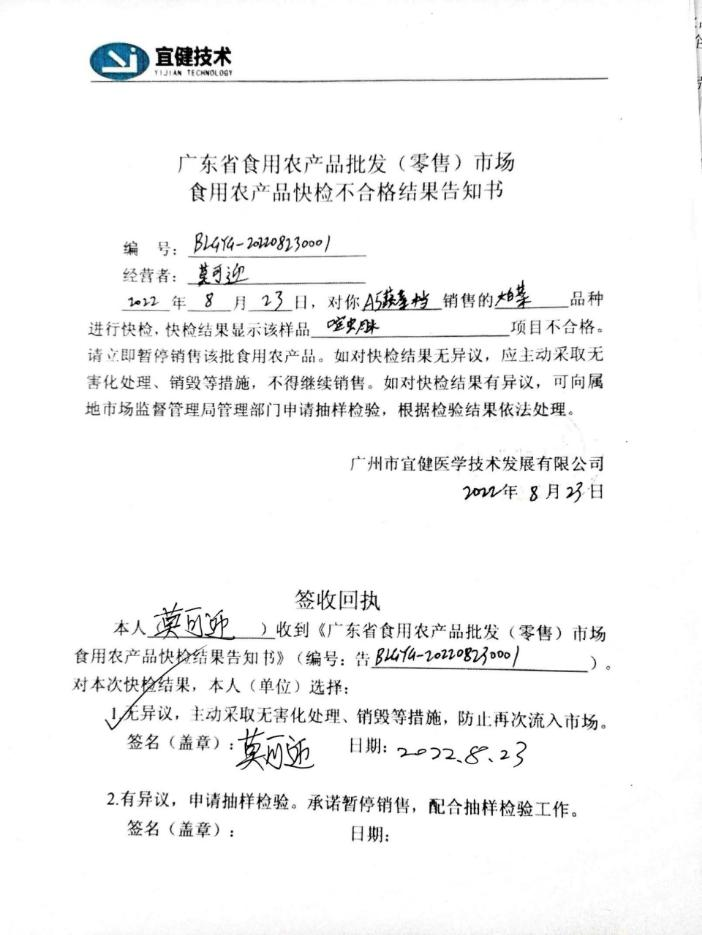 宜健技术
YIJIAN TECHNOLOGY
广东省食用农产品批发（零售）市场
食用农产品快检不合格结果告知书
编 号：BLGYG-202208230001
经营者：莫可迎
2022 年 8 月 23 日，对你 A5蔬菜档 销售的 大白菜 品种
进行快检，快检结果显示该样品 啶虫脒 项目不合格。
请立即暂停销售该批食用农产品。如对快检结果无异议，应主动采取无
害化处理、销毁等措施，不得继续销售。如对快检结果有异议，可向属
地市场监督管理局管理部门申请抽样检验，根据检验结果依法处理。
广州市宜健医学技术发展有限公司
2022年 8 月 23 日
签收回执
本人 莫可迎 ）收到《广东省食用农产品批发（零售）市场
食用农产品快检结果告知书》（编号：告 BLGYG-202208230001 ）。
对本次快检结果，本人（单位）选择：
1.无异议，主动采取无害化处理、销毁等措施，防止再次流入市场。
签名（盖章）：莫可迎 日期：2022.8.23
2.有异议，申请抽样检验。承诺暂停销售，配合抽样检验工作。
签名（盖章）： 日期：